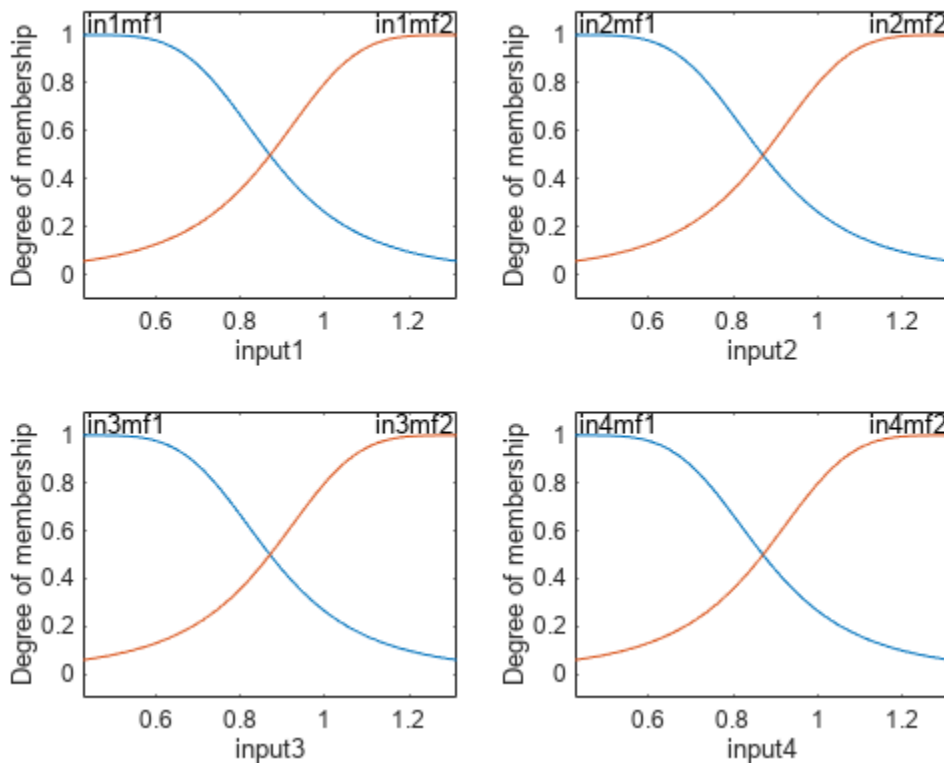 in1mf1 in1mf2
1
0.8
0.6
0.4
0.2
0
Degree of membership
0.6 0.8 1 1.2
input1
in2mf1 in2mf2
1
0.8
0.6
0.4
0.2
0
Degree of membership
0.6 0.8 1 1.2
input2
in3mf1 in3mf2
1
0.8
0.6
0.4
0.2
0
Degree of membership
0.6 0.8 1 1.2
input3
in4mf1 in4mf2
1
0.8
0.6
0.4
0.2
0
Degree of membership
0.6 0.8 1 1.2
input4